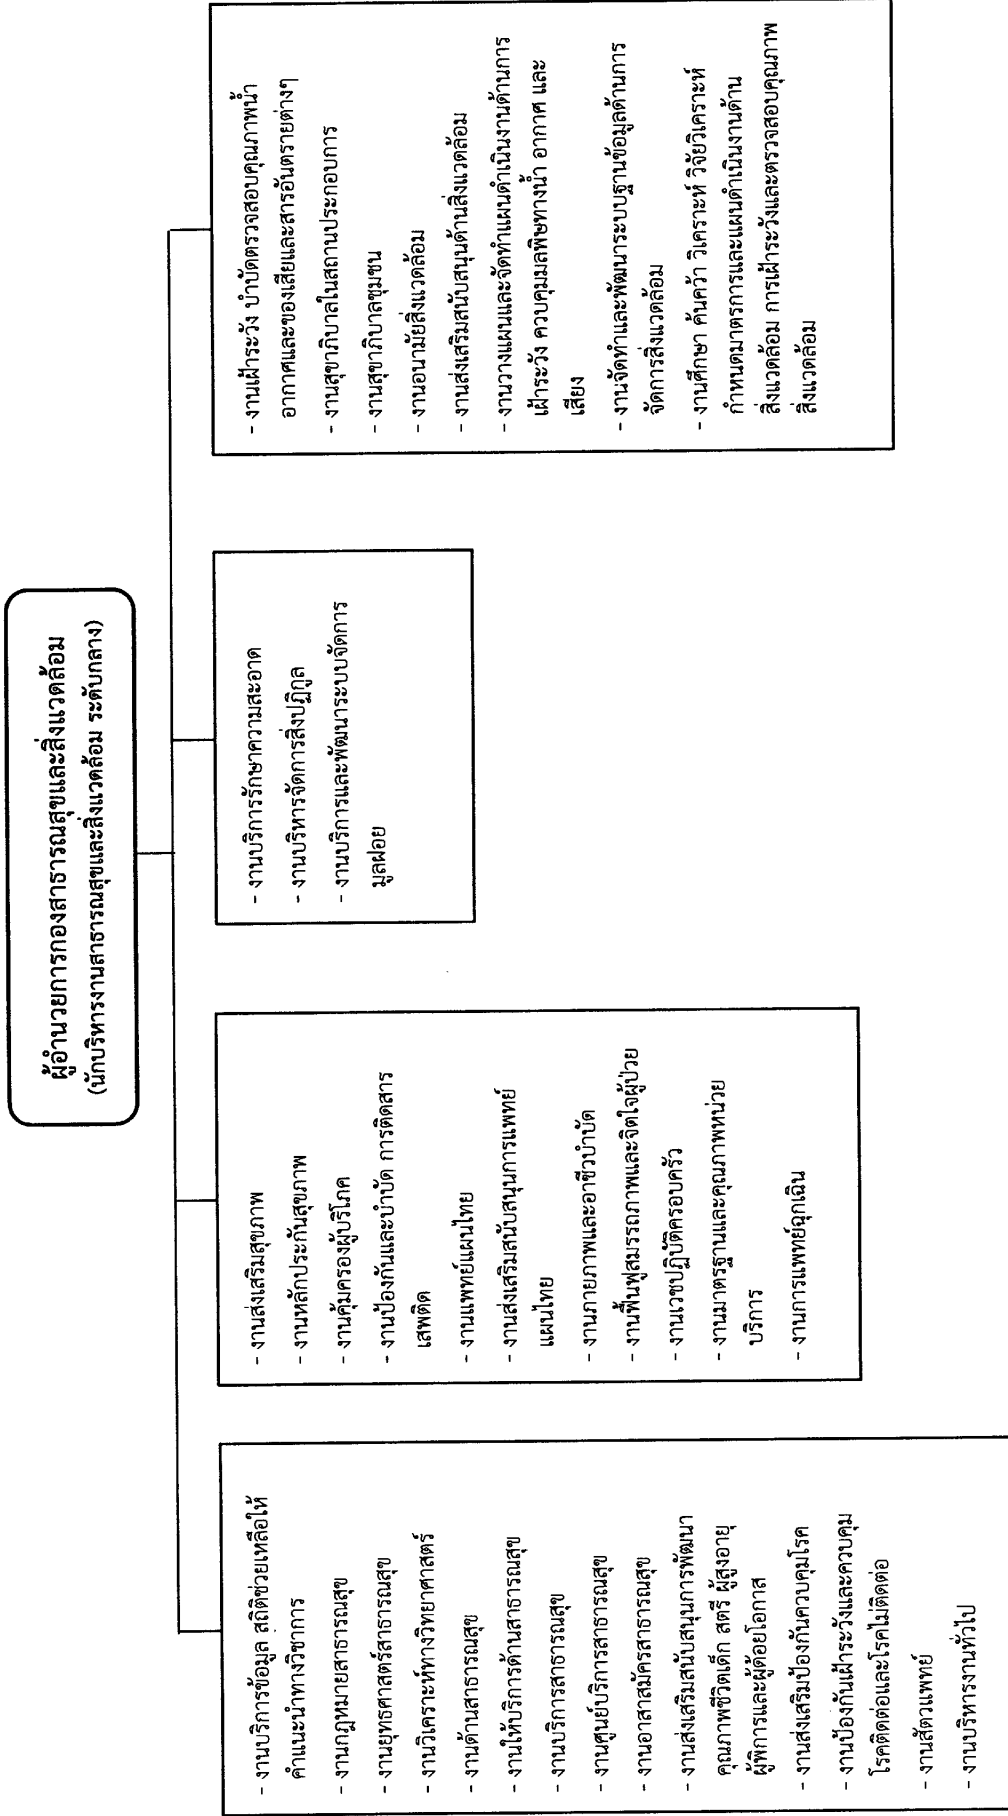 ผู้อำนวยการกองสาธารณสุขและสิ่งแวดล้อม
(นักบริหารงานสาธารณสุขและสิ่งแวดล้อม ระดับกลาง)
- งานบริการข้อมูล สถิติช่วยเหลือให้
คำแนะนำทางวิชาการ
- งานกฎหมายสาธารณสุข
- งานยุทธศาสตร์สาธารณสุข
- งานวิเคราะห์ทางวิทยาศาสตร์
- งานด้านสาธารณสุข
- งานให้บริการด้านสาธารณสุข
- งานบริการสาธารณสุข
- งานศูนย์บริการสาธารณสุข
- งานอาสาสมัครสาธารณสุข
- งานส่งเสริมสนับสนุนการพัฒนา
คุณภาพชีวิตเด็ก สตรี ผู้สูงอายุ
ผู้พิการและผู้ด้อยโอกาส
- งานส่งเสริมป้องกันควบคุมโรค
- งานป้องกันเฝ้าระวังและควบคุม
โรคติดต่อและโรคไม่ติดต่อ
- งานสัตวแพทย์
- งานบริหารงานทั่วไป
- งานส่งเสริมสุขภาพ
- งานหลักประกันสุขภาพ
- งานคุ้มครองผู้บริโภค
- งานป้องกันและบำบัด การติดสาร
เสพติด
- งานแพทย์แผนไทย
- งานส่งเสริมสนับสนุนการแพทย์
แผนไทย
- งานกายภาพและอาชีวบำบัด
- งานฟื้นฟูสมรรถภาพและจิตใจผู้ป่วย
- งานเวชปฏิบัติครอบครัว
- งานมาตรฐานและคุณภาพหน่วย
บริการ
- งานการแพทย์ฉุกเฉิน
- งานบริการรักษาความสะอาด
- งานบริหารจัดการสิ่งปฏิกูล
- งานบริการและพัฒนาระบบจัดการ
มูลฝอย
- งานเฝ้าระวัง บำบัดตรวจสอบคุณภาพน้ำ
อากาศและของเสียและสารอันตรายต่างๆ
- งานสุขาภิบาลในสถานประกอบการ
- งานสุขาภิบาลชุมชน
- งานอนามัยสิ่งแวดล้อม
- งานส่งเสริมสนับสนุนด้านสิ่งแวดล้อม
- งานวางแผนและจัดทำแผนดำเนินงานด้านการ
เฝ้าระวัง ควบคุมมลพิษทางน้ำ อากาศ และ
เสียง
- งานจัดทำและพัฒนาระบบฐานข้อมูลด้านการ
จัดการสิ่งแวดล้อม
- งานศึกษา ค้นคว้า วิเคราะห์ วิจัยวิเคราะห์
กำหนดมาตรการและแผนดำเนินงานด้าน
สิ่งแวดล้อม การเฝ้าระวังและตรวจสอบคุณภาพ
สิ่งแวดล้อม